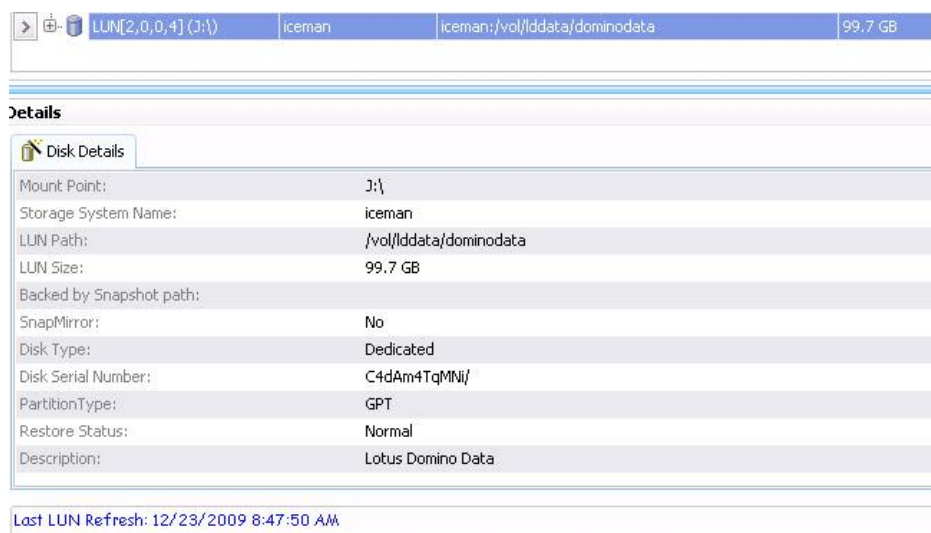 LUN[2,0,0,4] (J:\) iceman iceman:/vol/lddata/dominodata 99.7 GB
Details
Disk Details
Mount Point: J:\
Storage System Name: iceman
LUN Path: /vol/lddata/dominodata
LUN Size: 99.7 GB
Backed by Snapshot path:
SnapMirror: No
Disk Type: Dedicated
Disk Serial Number: C4dAm4TqMNi/
PartitionType: GPT
Restore Status: Normal
Description: Lotus Domino Data
Last LUN Refresh: 12/23/2009 8:47:50 AM